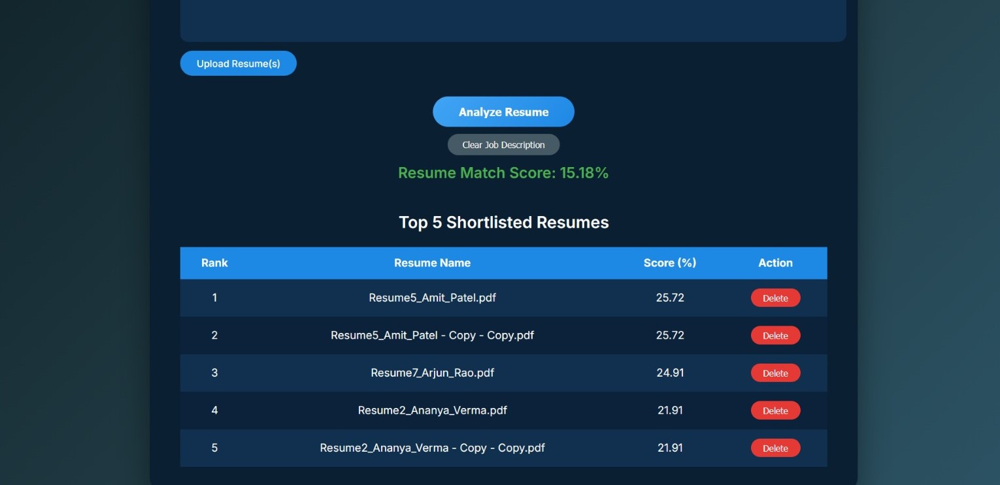 Upload Resume(s)
Analyze Resume
Clear Job Description
Resume Match Score: 15.18%
Top 5 Shortlisted Resumes
Rank Resume Name Score (%) Action
1 Resume5_Amit_Patel.pdf 25.72 Delete
2 Resume5_Amit_Patel - Copy - Copy.pdf 25.72 Delete
3 Resume7_Arjun_Rao.pdf 24.91 Delete
4 Resume2_Ananya_Verma.pdf 21.91 Delete
5 Resume2_Ananya_Verma - Copy - Copy.pdf 21.91 Delete